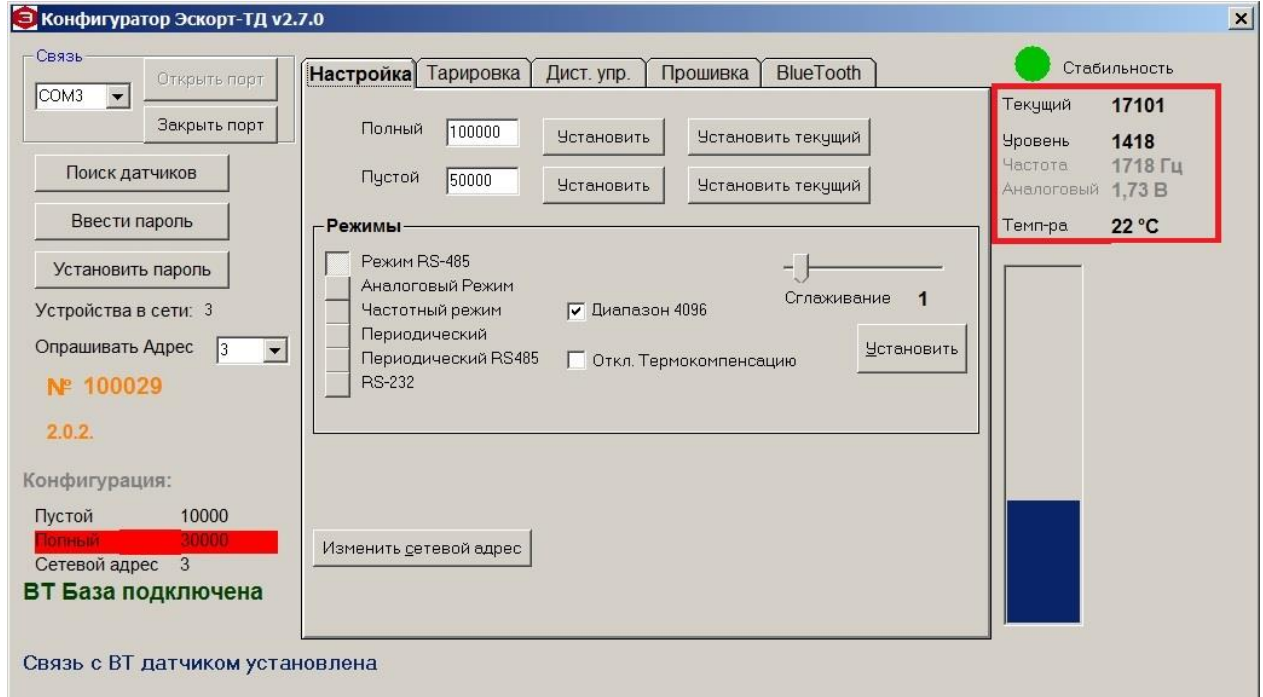 Конфигуратор Эскорт-ТД v2.7.0
Связь
COM3
Открыть порт
Закрыть порт
Поиск датчиков
Ввести пароль
Установить пароль
Устройства в сети: 3
Опрашивать Адрес 3
№ 100029
2.0.2.
Конфигурация:
Пустой 10000
Полный 30000
Сетевой адрес 3
BT База подключена
Связь с BT датчиком установлена
Настройка Тарировка Дист. упр. Прошивка BlueTooth
Полный 100000 Установить Установить текущий
Пустой 50000 Установить Установить текущий
Режимы
Режим RS-485
Аналоговый Режим
Частотный режим
Периодический
Периодический RS485
RS-232
Диапазон 4096
Откл. Термокомпенсацию
Сглаживание 1
Установить
Изменить сетевой адрес
Стабильность
Текущий 17101
Уровень 1418
Частота 1718 Гц
Аналоговый 1,73 В
Темп-ра 22 °C